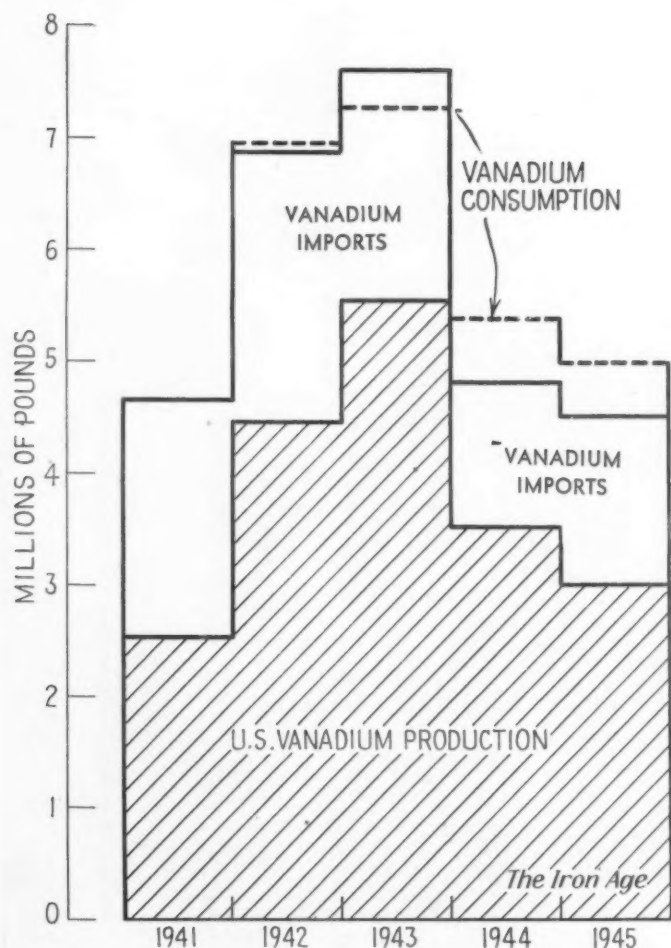 8
7
6
5
4
3
2
1
0
MILLIONS OF POUNDS
VANADIUM
CONSUMPTION
VANADIUM
IMPORTS
VANADIUM
IMPORTS
U.S. VANADIUM PRODUCTION
The Iron Age
1941 1942 1943 1944 1945